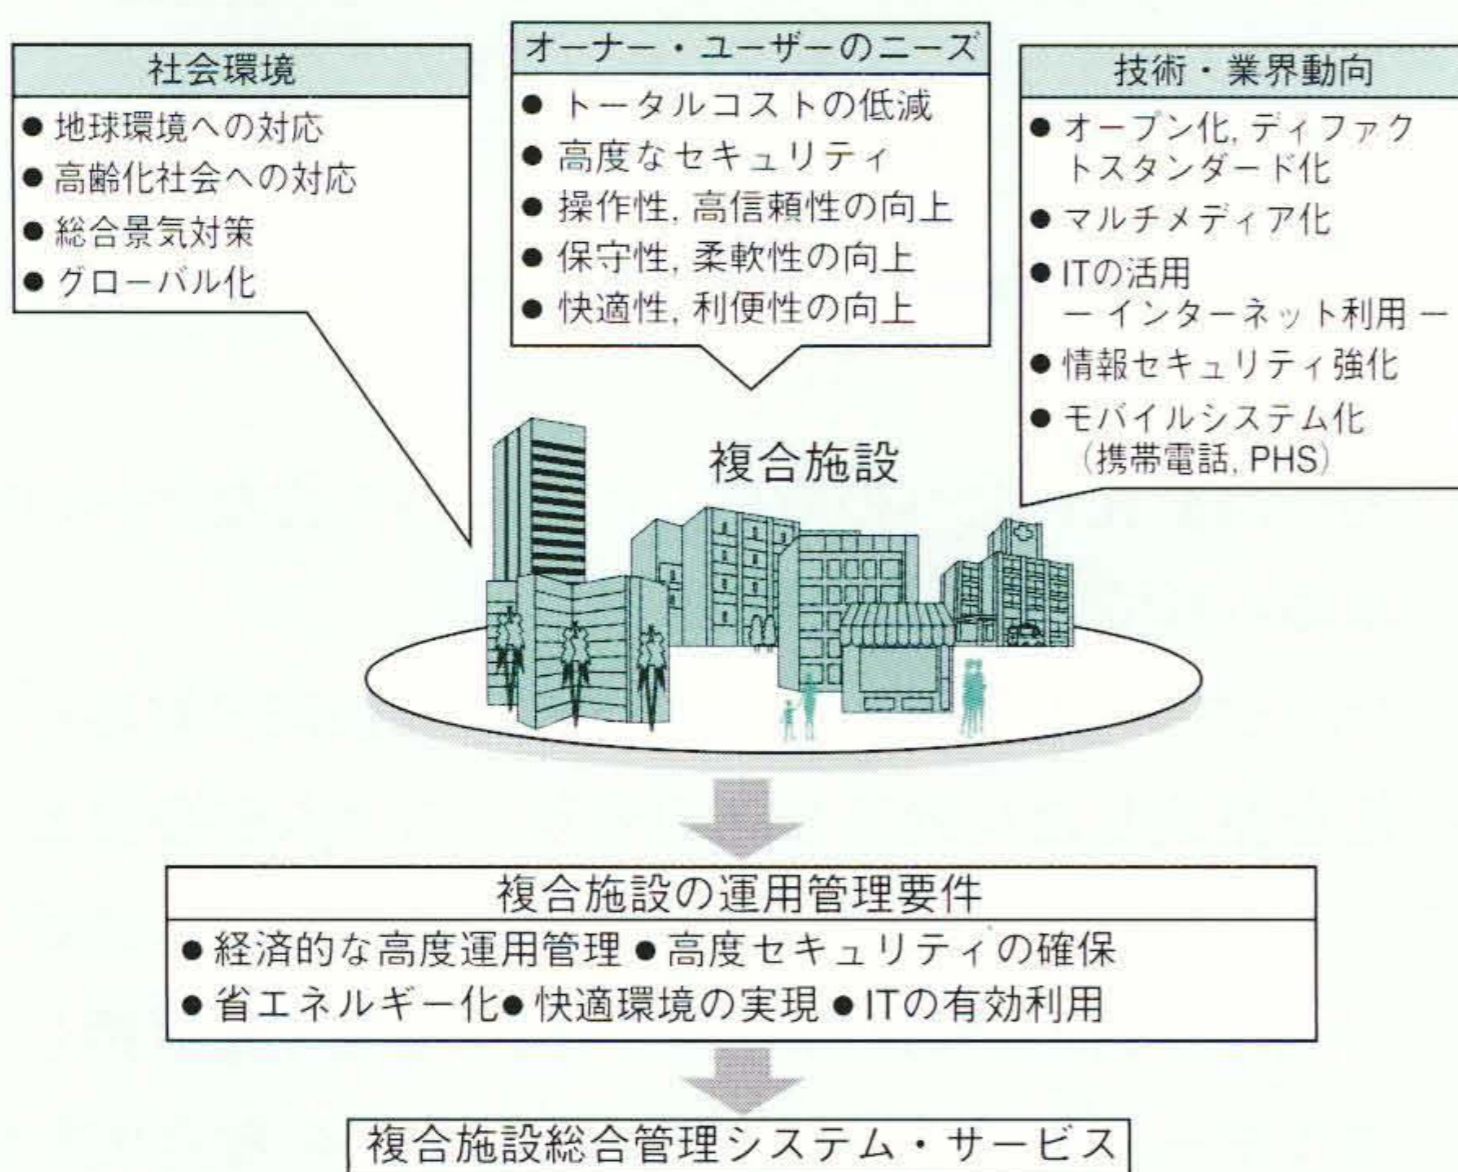 社会環境
● 地球環境への対応
● 高齢化社会への対応
● 総合景気対策
● グローバル化
オーナー・ユーザーのニーズ
● トータルコストの低減
● 高度なセキュリティ
● 操作性, 高信頼性の向上
● 保守性, 柔軟性の向上
● 快適性, 利便性の向上
技術・業界動向
● オープン化, ディファク
トスタンダード化
● マルチメディア化
● ITの活用
― インターネット利用 ―
● 情報セキュリティ強化
● モバイルシステム化
(携帯電話, PHS)
複合施設
複合施設の運用管理要件
● 経済的な高度運用管理 ● 高度セキュリティの確保
● 省エネルギー化 ● 快適環境の実現 ● ITの有効利用
複合施設総合管理システム・サービス